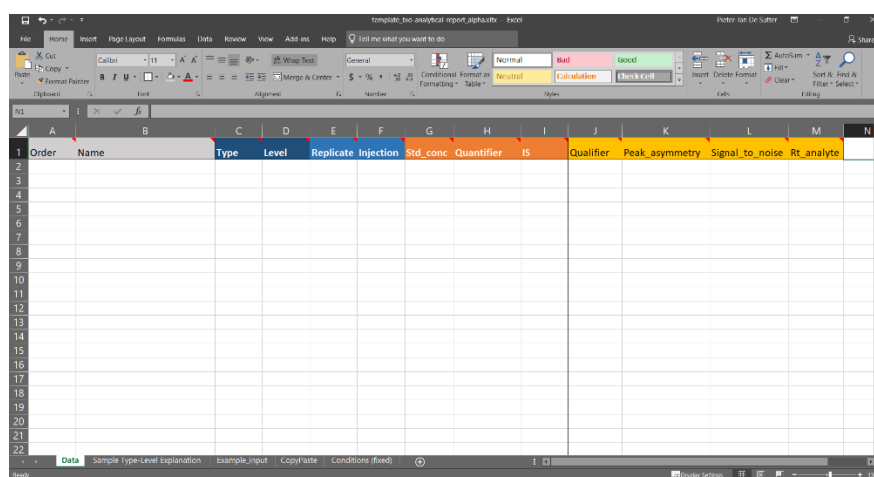 template_bio-analytical-report_alpha.xltx - Excel
Pieter-Jan De Sutter
File Home Insert Page Layout Formulas Data Review View Add-ins Help Tell me what you want to do Share
Cut
Copy
Format Painter
Paste
Calibri 11
B I U
Wrap Text
Merge & Center
General
$ % ,
Conditional Formatting
Format as Table
Normal Bad Good
Neutral Calculation Check Cell
Insert Delete Format
AutoSum
Fill
Clear
Sort & Filter
Find & Select
Clipboard Font Alignment Number Styles Cells Editing
N1 fx
A B C D E F G H I J K L M N
1 Order Name Type Level Replicate Injection Std_conc Quantifier IS Qualifier Peak_asymmetry Signal_to_noise Rt_analyte
2
3
4
5
6
7
8
9
10
11
12
13
14
15
16
17
18
19
20
21
22
Data Sample Type-Level Explanation Example_input CopyPaste Conditions (fixed)
Ready Display Settings